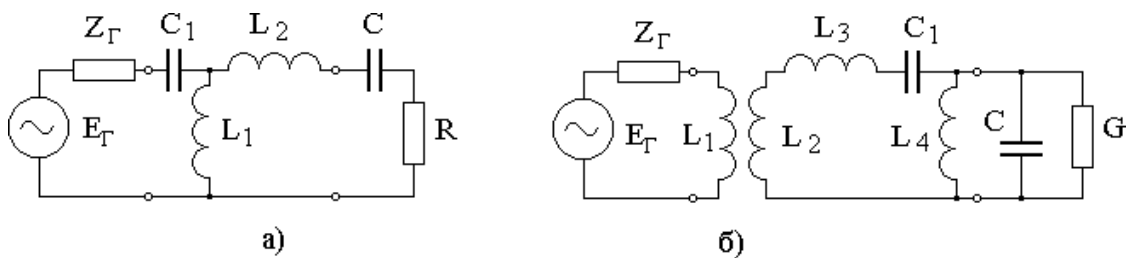 Z_Г C_1 L_2 C
E_Г L_1 R
а)
Z_Г L_3 C_1
E_Г L_1 L_2 L_4 C G
б)